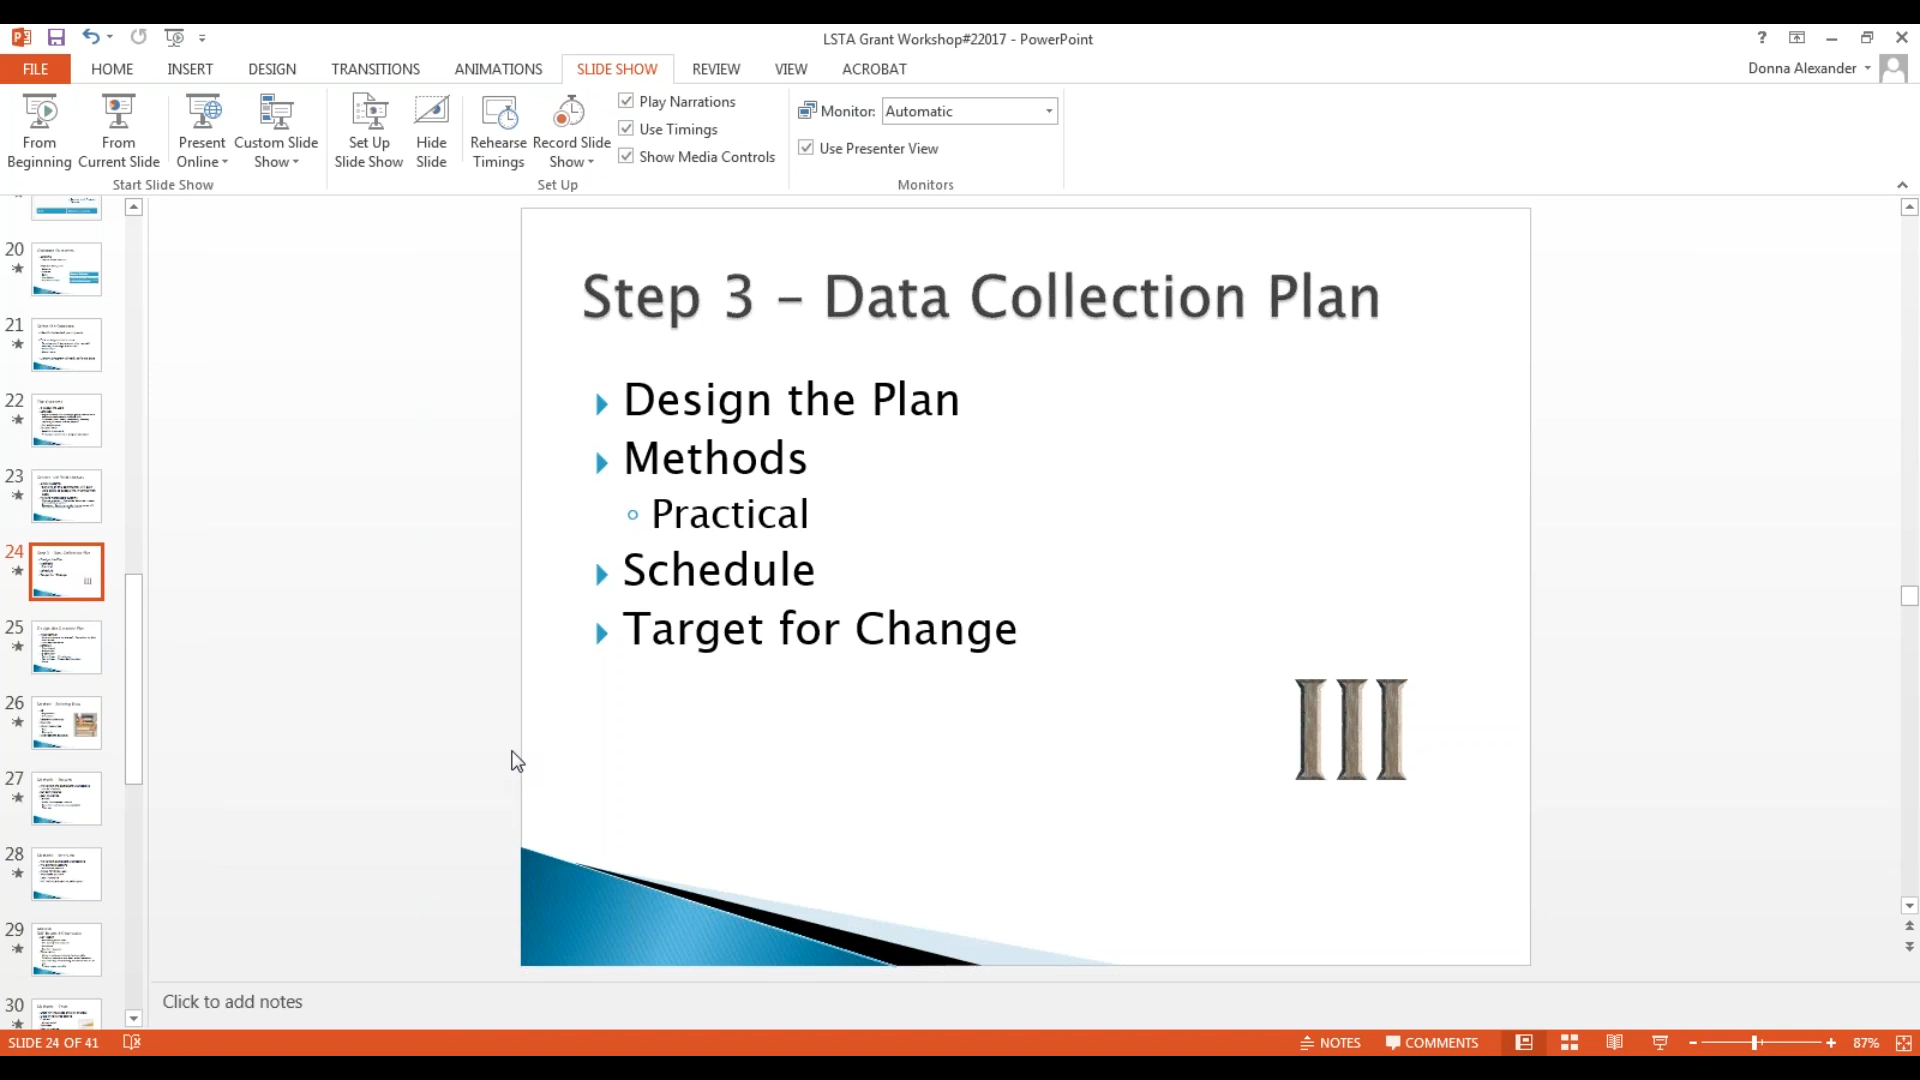 LSTA Grant Workshop#22017 - PowerPoint
?
FILE
HOME
INSERT
DESIGN
TRANSITIONS
ANIMATIONS
SLIDE SHOW
REVIEW
VIEW
ACROBAT
Donna Alexander
From
Beginning
From
Current Slide
Present
Online
Custom Slide
Show
Set Up
Slide Show
Hide
Slide
Rehearse
Timings
Record Slide
Show
Play Narrations
Use Timings
Show Media Controls
Monitor: Automatic
Use Presenter View
Start Slide Show
Set Up
Monitors
20
21
22
23
24
25
26
27
28
29
30
Step 3 – Data Collection Plan
Design the Plan
Methods
Practical
Schedule
Target for Change
III
Click to add notes
SLIDE 24 OF 41
NOTES
COMMENTS
87%